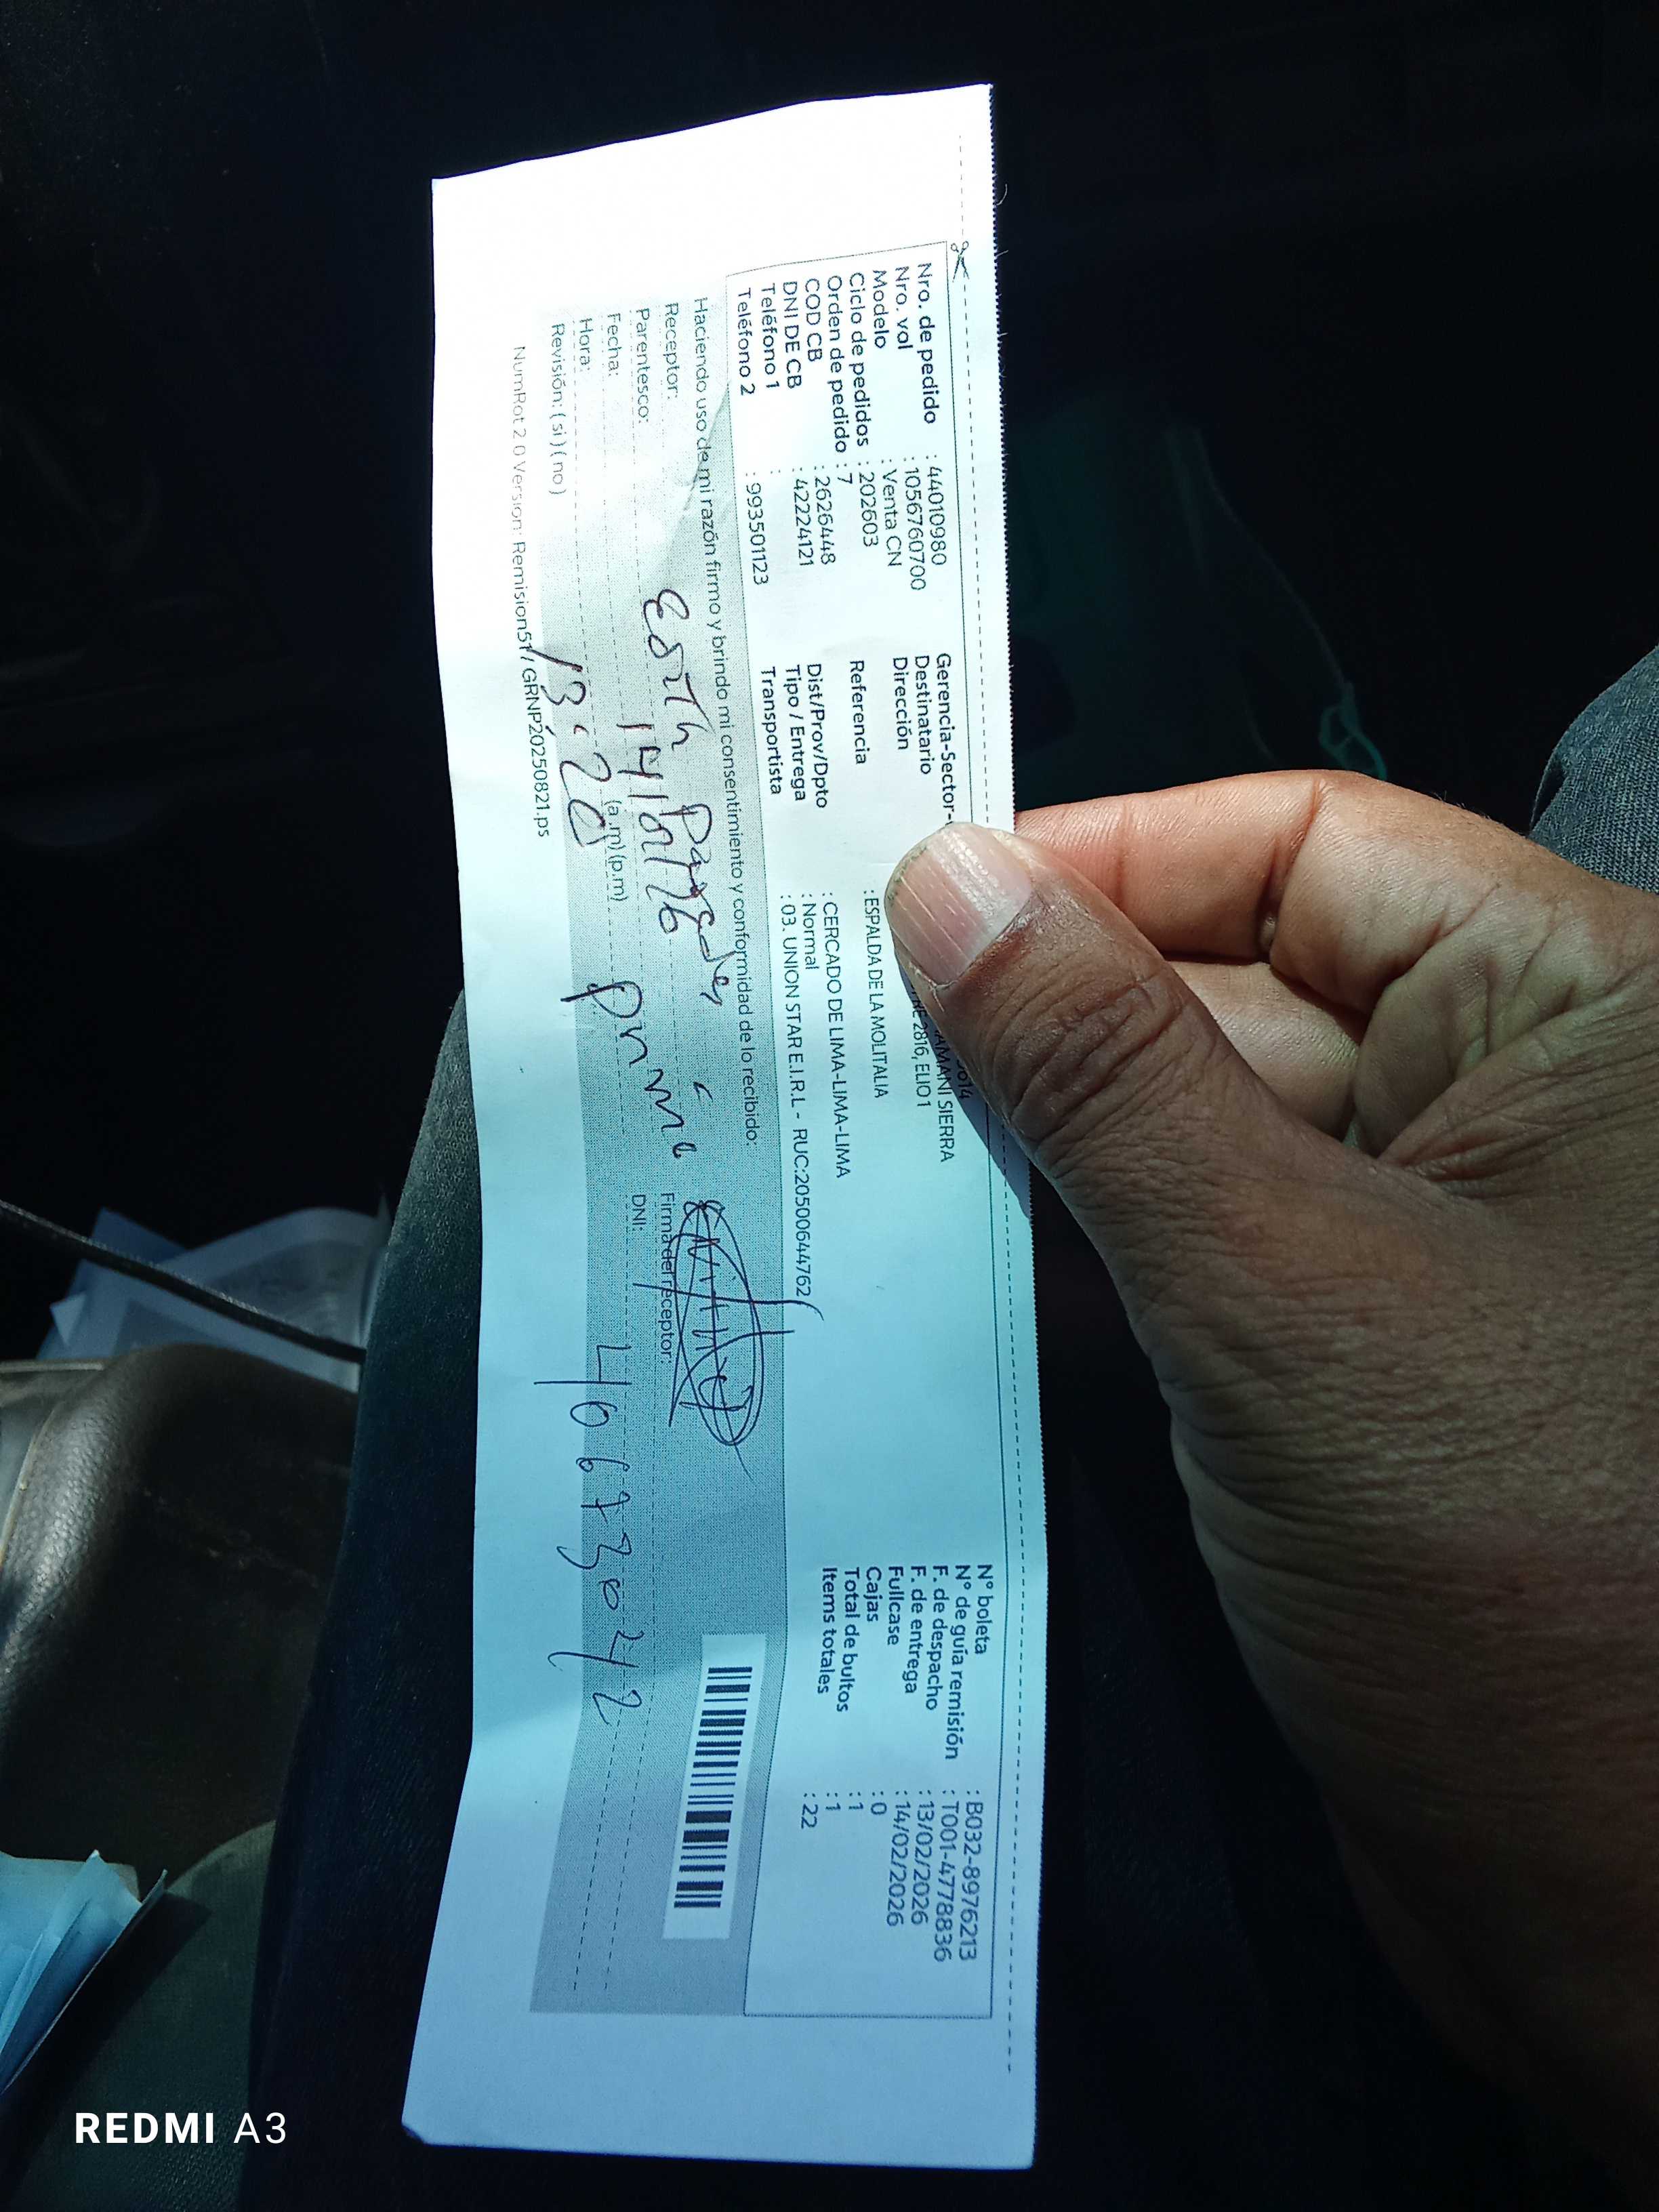 Nro. de pedido : 44010980
Nro. vol : 1056760700
Modelo : Venta CN
Ciclo de pedidos : 202603
Orden de pedido : 7
COD CB : 2626448
DNI DE CB : 42224121
Teléfono 1 :
Teléfono 2 : 993501123
Gerencia-Sector-
Destinatario AMANI SIERRA
Dirección 2816, ELIO 1
Referencia : ESPALDA DE LA MOLITALIA
Dist/Prov/Dpto : CERCADO DE LIMA-LIMA-LIMA
Tipo / Entrega : Normal
Transportista : 03. UNION STAR E.I.R.L - RUC:20500644762
N° boleta : B032-8976213
N° de guía remisión : T001-47788836
F. de despacho : 13/02/2026
F. de entrega : 14/02/2026
Fullcase : 0
Cajas : 1
Total de bultos : 1
Items totales : 22
Haciendo uso de mi razón firmo y brindo mi consentimiento y conformidad de lo recibido:
Receptor:
Parentesco:
Fecha: 14/02/26
Hora: 13:20 (a.m) (p.m)
Revisión: ( si ) ( no )
Firma del receptor:
DNI: 40673042
NumRot 2.0 Version: Remision51 / GRNP20250821.ps
REDMI A3